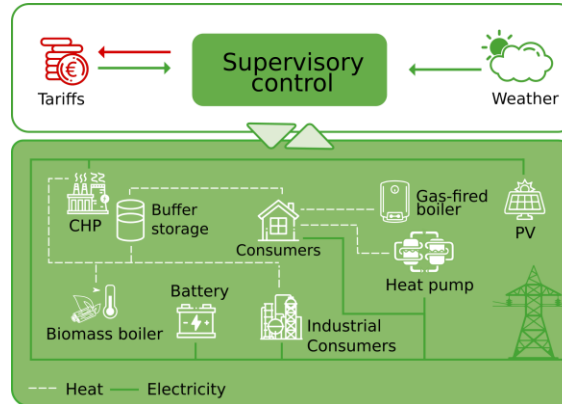 Supervisory
control
Tariffs
Weather
CHP
Buffer
storage
Consumers
Gas-fired
boiler
PV
Heat pump
Biomass boiler
Battery
Industrial
Consumers
Heat
Electricity